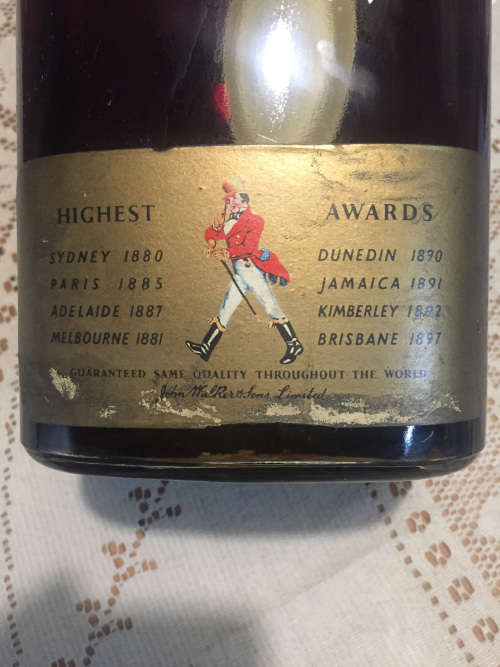 HIGHEST
AWARDS
SYDNEY 1880
PARIS 1885
ADELAIDE 1887
MELBOURNE 1881
DUNEDIN 1890
JAMAICA 1891
KIMBERLEY 1892
BRISBANE 1897
GUARANTEED SAME QUALITY THROUGHOUT THE WORLD
John Walker & Sons Limited